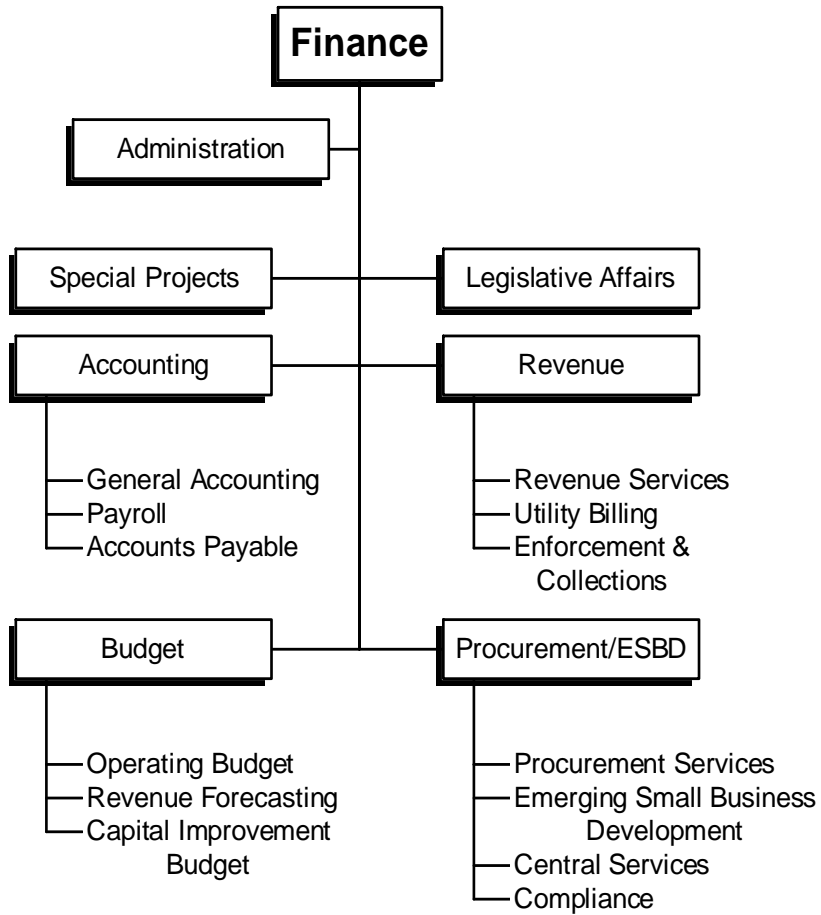 Finance
Administration
Special Projects
Legislative Affairs
Accounting
Revenue
General Accounting
Payroll
Accounts Payable
Revenue Services
Utility Billing
Enforcement &
Collections
Budget
Procurement/ESBD
Operating Budget
Revenue Forecasting
Capital Improvement
Budget
Procurement Services
Emerging Small Business
Development
Central Services
Compliance